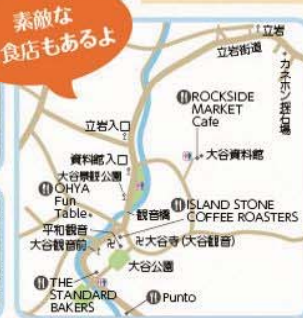 素敵な
食店もあるよ
立岩
立岩街道
カネホン採石場
ROCKSIDE
MARKET
Cafe
立岩入口
資料館入口
大谷資料館
大谷景観公園
OHYA
Fun
Table
観音橋
ISLAND STONE
COFFEE ROASTERS
平和観音
大谷観音前
大谷寺(大谷観音)
大谷公園
THE
STANDARD
BAKERS
Punto